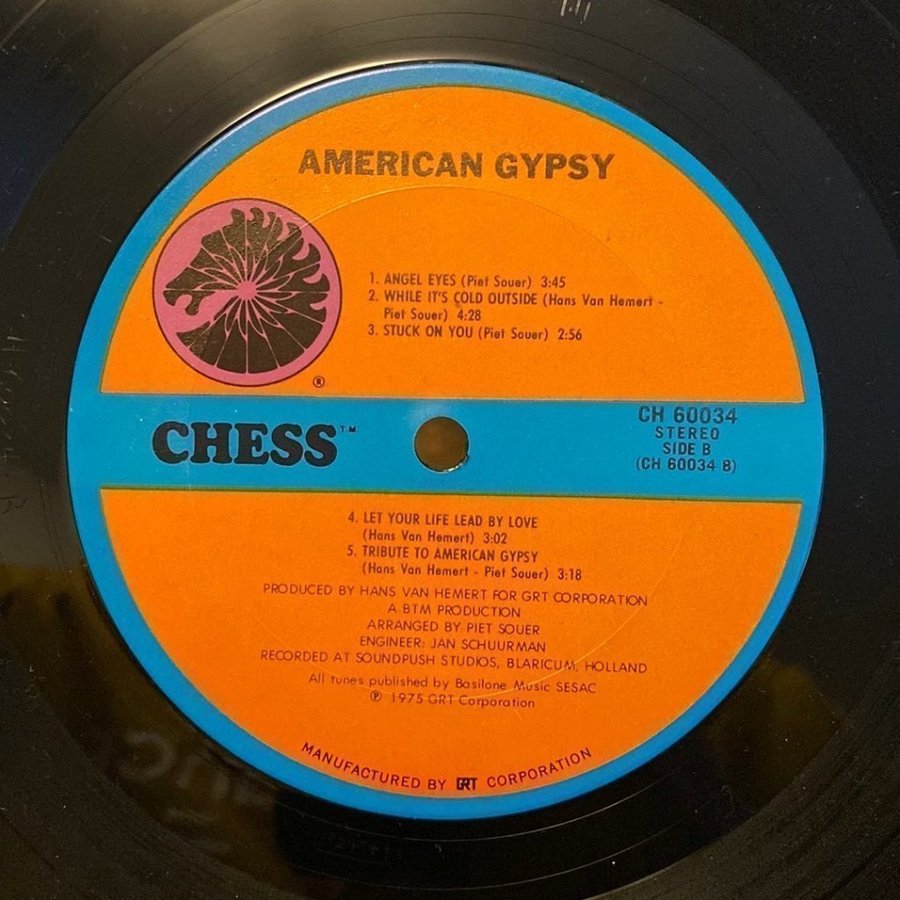 AMERICAN GYPSY
1. ANGEL EYES (Piet Souer) 3:45
2. WHILE IT'S COLD OUTSIDE (Hans Van Hemert -
Piet Souer) 4:28
3. STUCK ON YOU (Piet Souer) 2:56
®
CHESS™
CH 60034
STEREO
SIDE B
(CH 60034 B)
4. LET YOUR LIFE LEAD BY LOVE
(Hans Van Hemert) 3:02
5. TRIBUTE TO AMERICAN GYPSY
(Hans Van Hemert - Piet Souer) 3:18
PRODUCED BY HANS VAN HEMERT FOR GRT CORPORATION
A BTM PRODUCTION
ARRANGED BY PIET SOUER
ENGINEER: JAN SCHUURMAN
RECORDED AT SOUNDPUSH STUDIOS, BLARICUM, HOLLAND
All tunes published by Basilone Music SESAC
℗ 1975 GRT Corporation
MANUFACTURED BY GRT CORPORATION